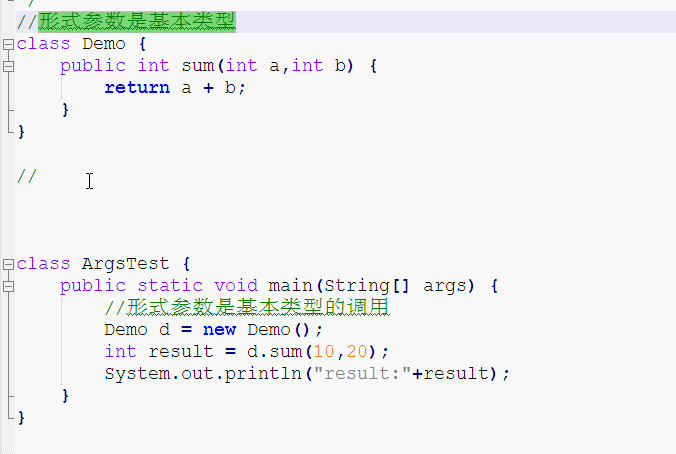 //形式参数是基本类型
class Demo {
public int sum(int a,int b) {
return a + b;
}
}
//
class ArgsTest {
public static void main(String[] args) {
//形式参数是基本类型的调用
Demo d = new Demo();
int result = d.sum(10,20);
System.out.println("result:"+result);
}
}